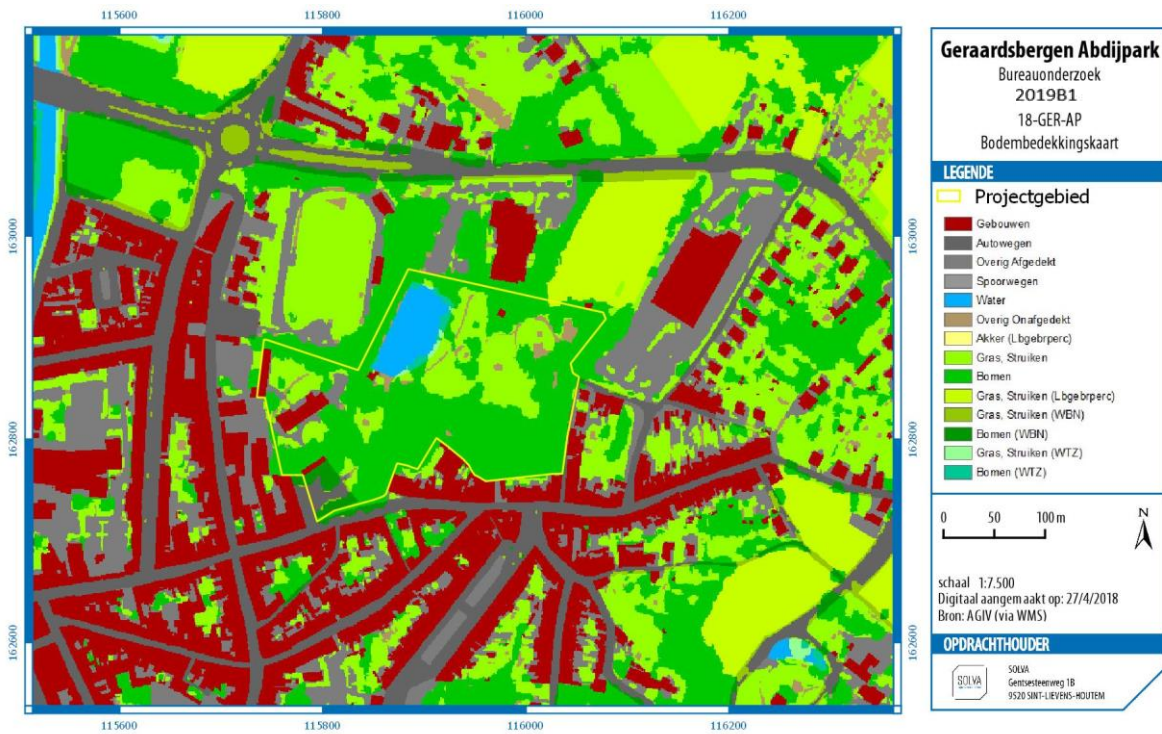 115600
115800
116000
116200
163000
162800
162600
163000
162800
162600
115600
115800
116000
116200
Geraardsbergen Abdijpark
Bureauonderzoek
2019B1
18-GER-AP
Bodembedekkingskaart
LEGENDE
Projectgebied
Gebouwen
Autowegen
Overig Afgedekt
Spoorwegen
Water
Overig Onafgedekt
Akker (Lbgebrperc)
Gras, Struiken
Bomen
Gras, Struiken (Lbgebrperc)
Gras, Struiken (WBN)
Bomen (WBN)
Gras, Struiken (WTZ)
Bomen (WTZ)
0 50 100 m
N
schaal 1:7.500
Digitaal aangemaakt op: 27/4/2018
Bron: AGIV (via WMS)
OPDRACHTHOUDER
SOLVA
SOLVA
Gentsesteenweg 1B
9520 SINT-LIEVENS-HOUTEM